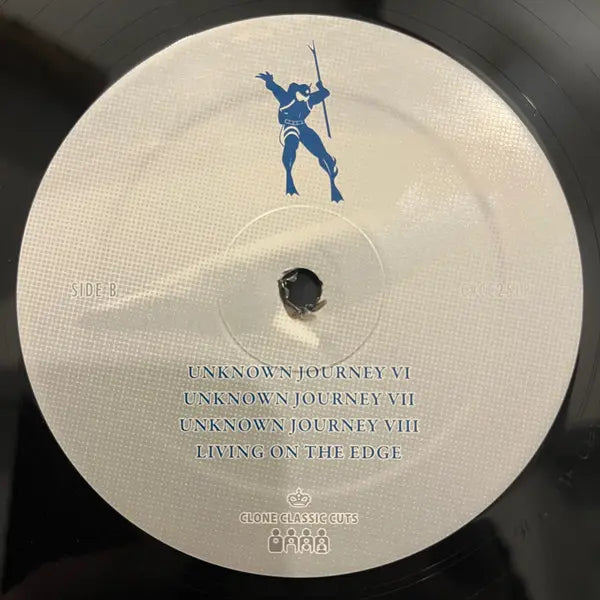 SIDE-B
UNKNOWN JOURNEY VI
UNKNOWN JOURNEY VII
UNKNOWN JOURNEY VIII
LIVING ON THE EDGE
CLONE CLASSIC CUTS